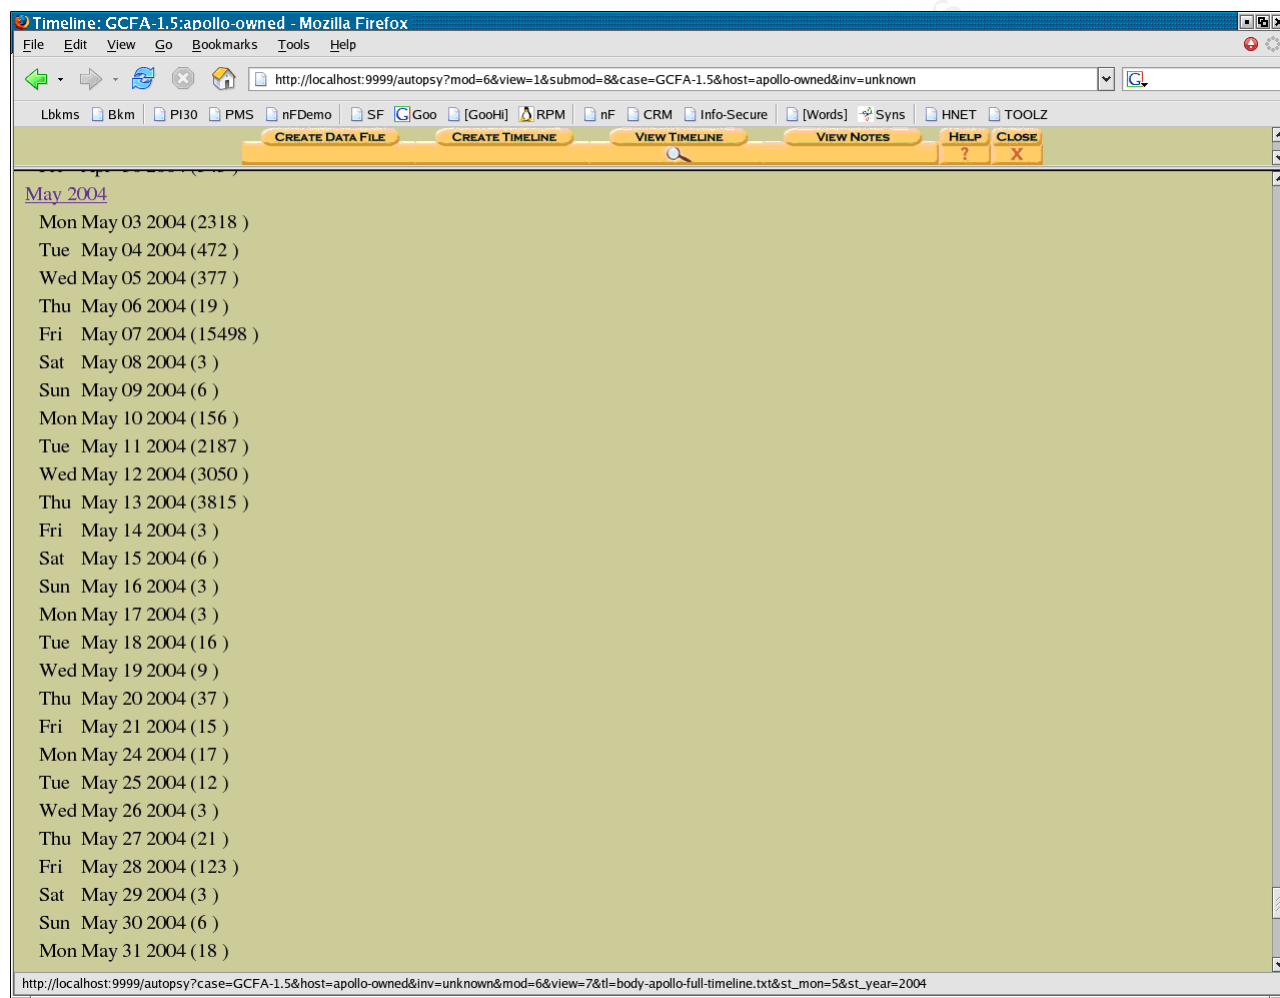 Timeline: GCFA-1.5:apollo-owned - Mozilla Firefox
File Edit View Go Bookmarks Tools Help
http://localhost:9999/autopsy?mod=6&view=1&submod=8&case=GCFA-1.5&host=apollo-owned&inv=unknown
G
Lbkms Bkm PI30 PMS nFDemo SF GGoo [GooHi] RPM nF CRM Info-Secure [Words] Syns HNET TOOLZ
CREATE DATA FILE CREATE TIMELINE VIEW TIMELINE VIEW NOTES HELP CLOSE
? X
May 2004
Mon May 03 2004 (2318 )
Tue May 04 2004 (472 )
Wed May 05 2004 (377 )
Thu May 06 2004 (19 )
Fri May 07 2004 (15498 )
Sat May 08 2004 (3 )
Sun May 09 2004 (6 )
Mon May 10 2004 (156 )
Tue May 11 2004 (2187 )
Wed May 12 2004 (3050 )
Thu May 13 2004 (3815 )
Fri May 14 2004 (3 )
Sat May 15 2004 (6 )
Sun May 16 2004 (3 )
Mon May 17 2004 (3 )
Tue May 18 2004 (16 )
Wed May 19 2004 (9 )
Thu May 20 2004 (37 )
Fri May 21 2004 (15 )
Mon May 24 2004 (17 )
Tue May 25 2004 (12 )
Wed May 26 2004 (3 )
Thu May 27 2004 (21 )
Fri May 28 2004 (123 )
Sat May 29 2004 (3 )
Sun May 30 2004 (6 )
Mon May 31 2004 (18 )
http://localhost:9999/autopsy?case=GCFA-1.5&host=apollo-owned&inv=unknown&mod=6&view=7&tl=body-apollo-full-timeline.txt&st_mon=5&st_year=2004